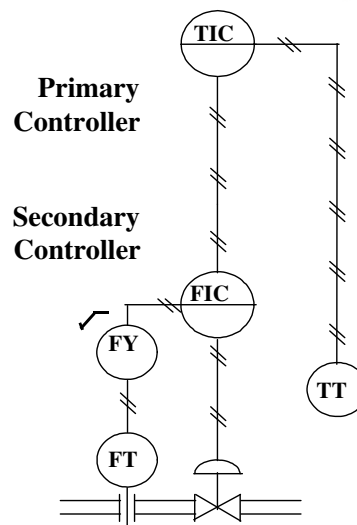 TIC
Primary
Controller
Secondary
Controller
FIC
FY
TT
FT